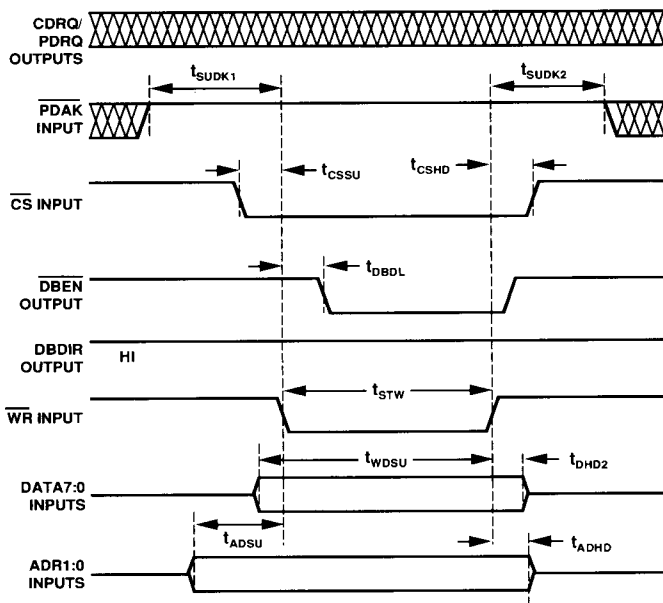 CDRQ/
PDRQ
OUTPUTS
tSUDK1
tSUDK2
PDAK
INPUT
tCSSU
tCSHD
CS INPUT
tDBDL
DBEN
OUTPUT
DBDIR
OUTPUT
HI
tSTW
WR INPUT
tWDSU
tDHD2
DATA7:0
INPUTS
tADSU
tADHD
ADR1:0
INPUTS